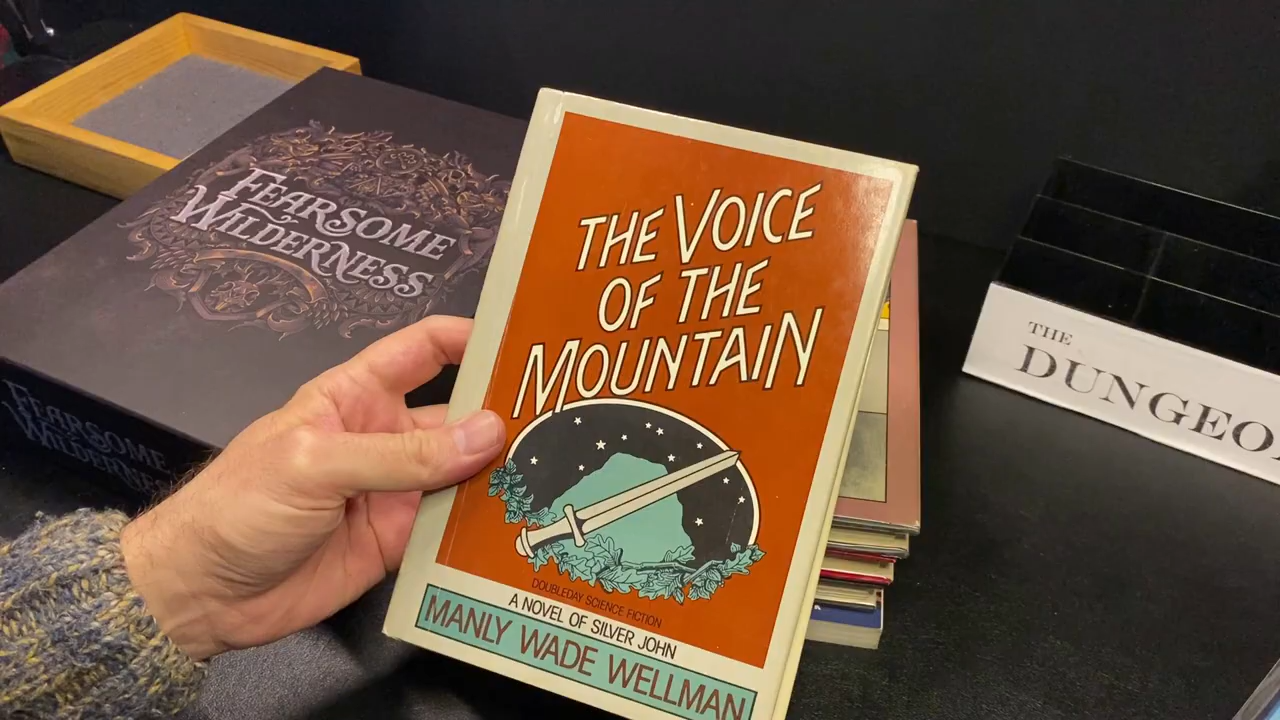 FEARSOME
WILDERNESS
FEARSOME
WILDERNESS
THE VOICE
OF THE
MOUNTAIN
DOUBLEDAY SCIENCE FICTION
A NOVEL OF SILVER JOHN
MANLY WADE WELLMAN
THE
DUNGEO